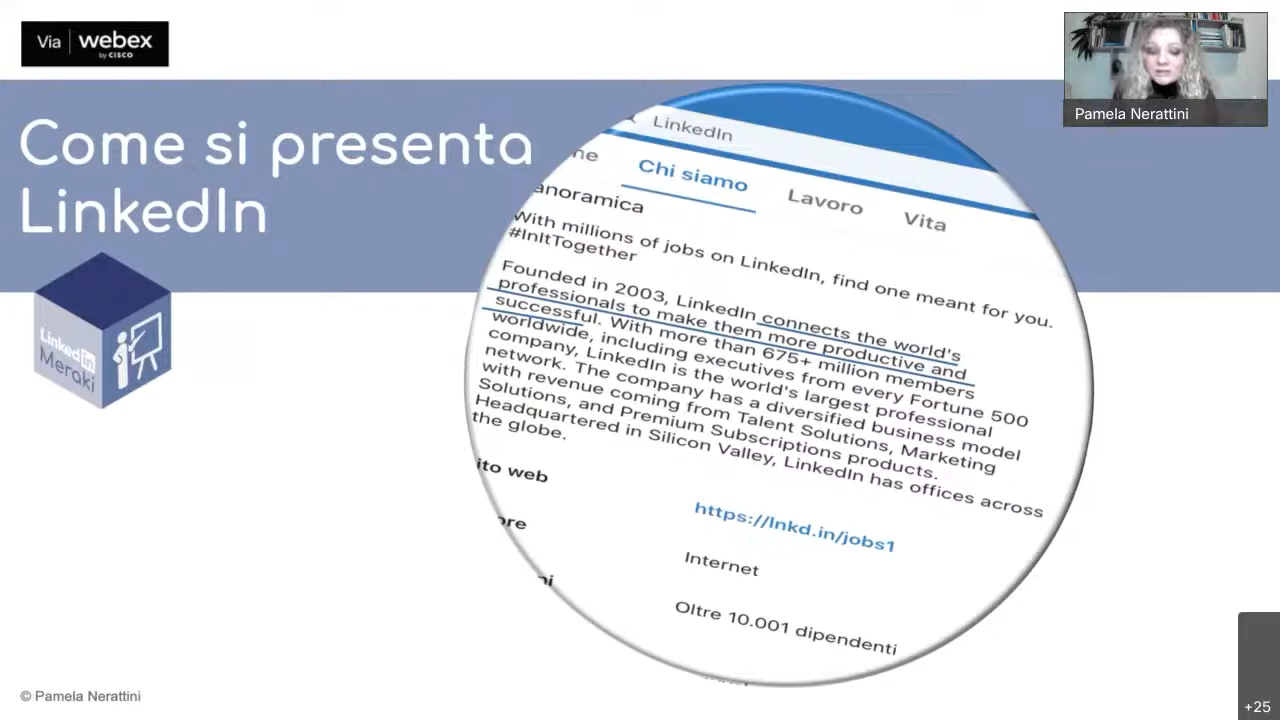 Via | webex
by CISCO
Pamela Nerattini
Come si presenta
LinkedIn
LinkedIn
Chi siamo
Lavoro
Vita
anoramica
With millions of jobs on LinkedIn, find one meant for you.
#InItTogether
Founded in 2003, LinkedIn connects the world's
professionals to make them more productive and
successful. With more than 675+ million members
worldwide, including executives from every Fortune 500
company, LinkedIn is the world's largest professional
network. The company has a diversified business model
with revenue coming from Talent Solutions, Marketing
Solutions, and Premium Subscriptions products.
Headquartered in Silicon Valley, LinkedIn has offices across
the globe.
ito web
https://lnkd.in/jobs1
ore
Internet
Oltre 10.001 dipendenti
Linkedin
Meraki
© Pamela Nerattini
+25